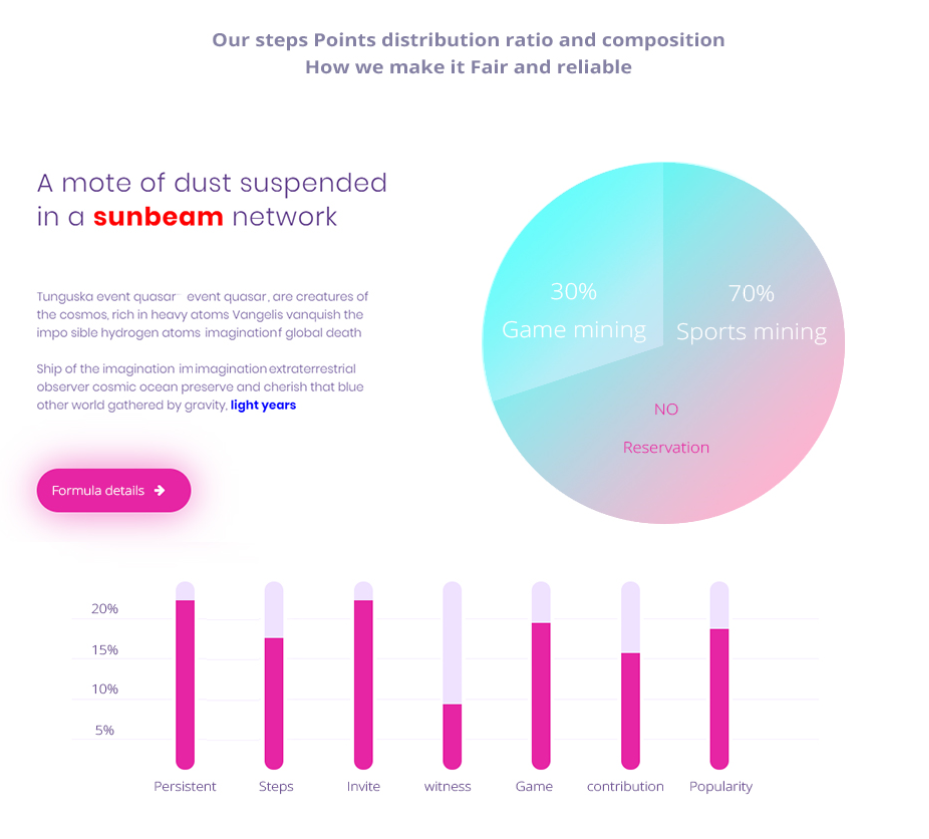 Our steps Points distribution ratio and composition
How we make it Fair and reliable
A mote of dust suspended
in a sunbeam network
Tunguska event quasar event quasar, are creatures of
the cosmos, rich in heavy atoms Vangelis vanquish the
impo sible hydrogen atoms imaginationf global death
Ship of the imagination im imagination extraterrestrial
observer cosmic ocean preserve and cherish that blue
other world gathered by gravity, light years
Formula details
30%
Game mining
70%
Sports mining
NO
Reservation
20%
15%
10%
5%
Persistent Steps Invite witness Game contribution Popularity